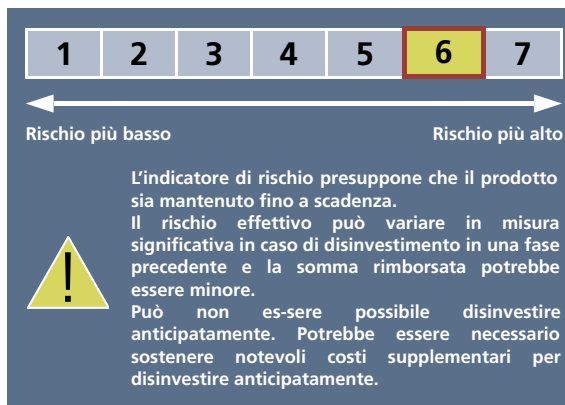 1 2 3 4 5 6 7
Rischio più basso Rischio più alto
L'indicatore di rischio presuppone che il prodotto
sia mantenuto fino a scadenza.
Il rischio effettivo può variare in misura
significativa in caso di disinvestimento in una fase
precedente e la somma rimborsata potrebbe
essere minore.
Può non es-sere possibile disinvestire
anticipatamente. Potrebbe essere necessario
sostenere notevoli costi supplementari per
disinvestire anticipatamente.
!